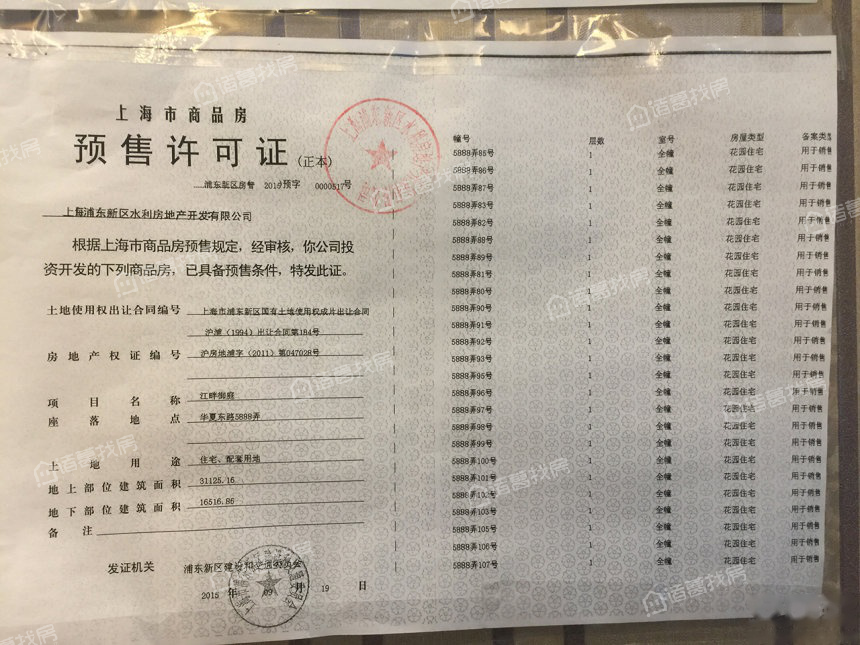 上海市商品房
预售许可证(正本)
浦东新区房管 2015预字 0000517号
上海浦东新区水利房地产开发有限公司
根据上海市商品房预售规定，经审核，你公司投
资开发的下列商品房，已具备预售条件，特发此证。
土地使用权出让合同编号 上海市浦东新区国有土地使用权成片出让合同
沪浦（1994）出让合同第184号
房地产权证编号 沪房地浦字（2011）第047028号
项目名称 江畔御庭
座落地点 华夏东路5888弄
土地用途 住宅、配套用地
地上部位建筑面积 31125.16
地下部位建筑面积 16516.86
备注
发证机关 浦东新区建设和交通委员会
2015 年 09 月 19 日
幢号 层数 室号 房屋类型 备案类型
5888弄85号 1 全幢 花园住宅 用于销售
5888弄86号 1 全幢 花园住宅 用于销售
5888弄87号 1 全幢 花园住宅 用于销售
5888弄83号 1 全幢 花园住宅 用于销售
5888弄82号 1 全幢 花园住宅 用于销售
5888弄88号 1 全幢 花园住宅 用于销售
5888弄89号 1 全幢 花园住宅 用于销售
5888弄81号 1 全幢 花园住宅 用于销售
5888弄80号 1 全幢 花园住宅 用于销售
5888弄90号 1 全幢 花园住宅 用于销售
5888弄91号 1 全幢 花园住宅 用于销售
5888弄92号 1 全幢 花园住宅 用于销售
5888弄93号 1 全幢 花园住宅 用于销售
5888弄95号 1 全幢 花园住宅 用于销售
5888弄96号 1 全幢 花园住宅 用于销售
5888弄97号 1 全幢 花园住宅 用于销售
5888弄98号 1 全幢 花园住宅 用于销售
5888弄99号 1 全幢 花园住宅 用于销售
5888弄100号 1 全幢 花园住宅 用于销售
5888弄101号 1 全幢 花园住宅 用于销售
5888弄102号 1 全幢 花园住宅 用于销售
5888弄103号 1 全幢 花园住宅 用于销售
5888弄105号 1 全幢 花园住宅 用于销售
5888弄106号 1 全幢 花园住宅 用于销售
5888弄107号 1 全幢 花园住宅 用于销售